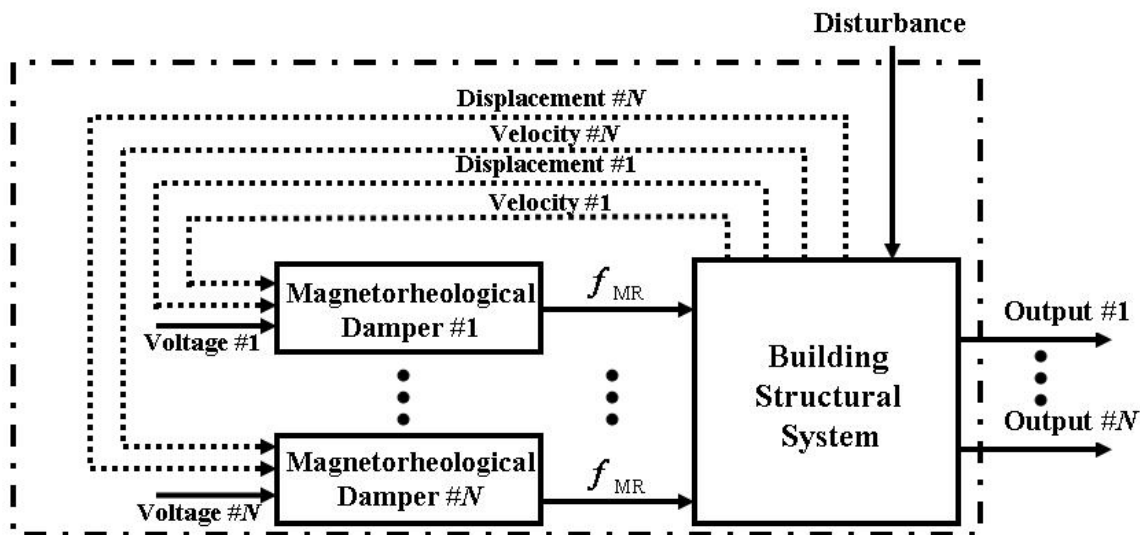 Disturbance
Displacement #N
Velocity #N
Displacement #1
Velocity #1
Magnetorheological
Damper #1
Voltage #1
f MR
Building
Structural
System
Output #1
Output #N
Magnetorheological
Damper #N
Voltage #N
f MR